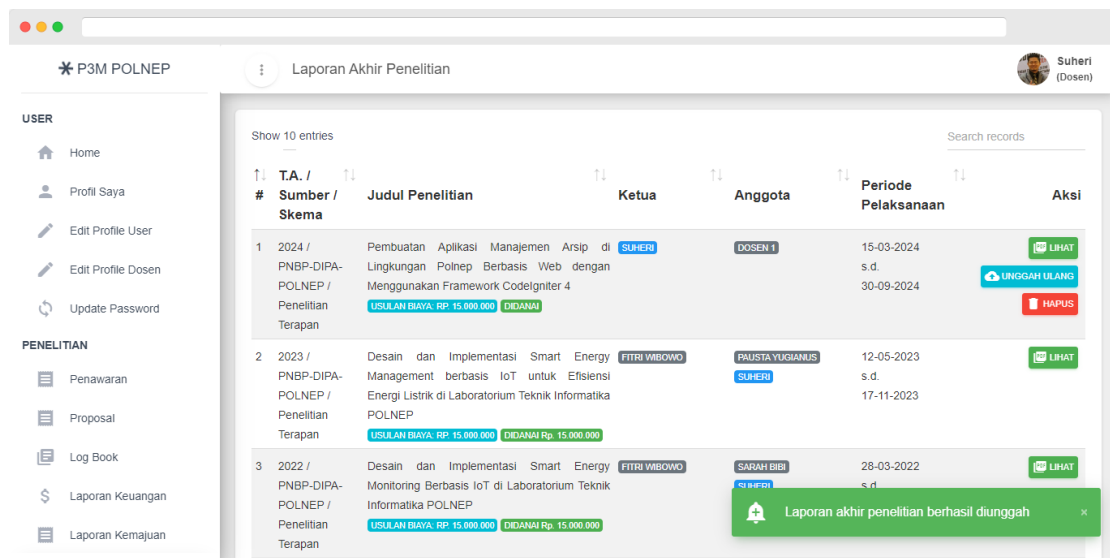 P3M POLNEP
Laporan Akhir Penelitian
Suheri
(Dosen)
USER
Home
Profil Saya
Edit Profile User
Edit Profile Dosen
Update Password
PENELITIAN
Penawaran
Proposal
Log Book
Laporan Keuangan
Laporan Kemajuan
Show 10 entries
Search records
#
T.A. /
Sumber /
Skema
Judul Penelitian
Ketua
Anggota
Periode
Pelaksanaan
Aksi
1
2024 /
PNBP-DIPA-
POLNEP /
Penelitian
Terapan
Pembuatan Aplikasi Manajemen Arsip di
Lingkungan Polnep Berbasis Web dengan
Menggunakan Framework CodeIgniter 4
USULAN BIAYA: RP. 15.000.000 DIDANAI
SUHERI
DOSEN 1
15-03-2024
s.d.
30-09-2024
LIHAT
UNGGAH ULANG
HAPUS
2
2023 /
PNBP-DIPA-
POLNEP /
Penelitian
Terapan
Desain dan Implementasi Smart Energy
Management berbasis IoT untuk Efisiensi
Energi Listrik di Laboratorium Teknik Informatika
POLNEP
USULAN BIAYA: RP. 15.000.000 DIDANAI Rp. 15.000.000
FITRI WIBOWO
PAUSTA YUGIANUS
SUHERI
12-05-2023
s.d.
17-11-2023
LIHAT
3
2022 /
PNBP-DIPA-
POLNEP /
Penelitian
Terapan
Desain dan Implementasi Smart Energy
Monitoring Berbasis IoT di Laboratorium Teknik
Informatika POLNEP
USULAN BIAYA: RP. 15.000.000 DIDANAI Rp. 15.000.000
FITRI WIBOWO
SARAH BIBI
SUHERI
28-03-2022
s.d.
LIHAT
Laporan akhir penelitian berhasil diunggah
×